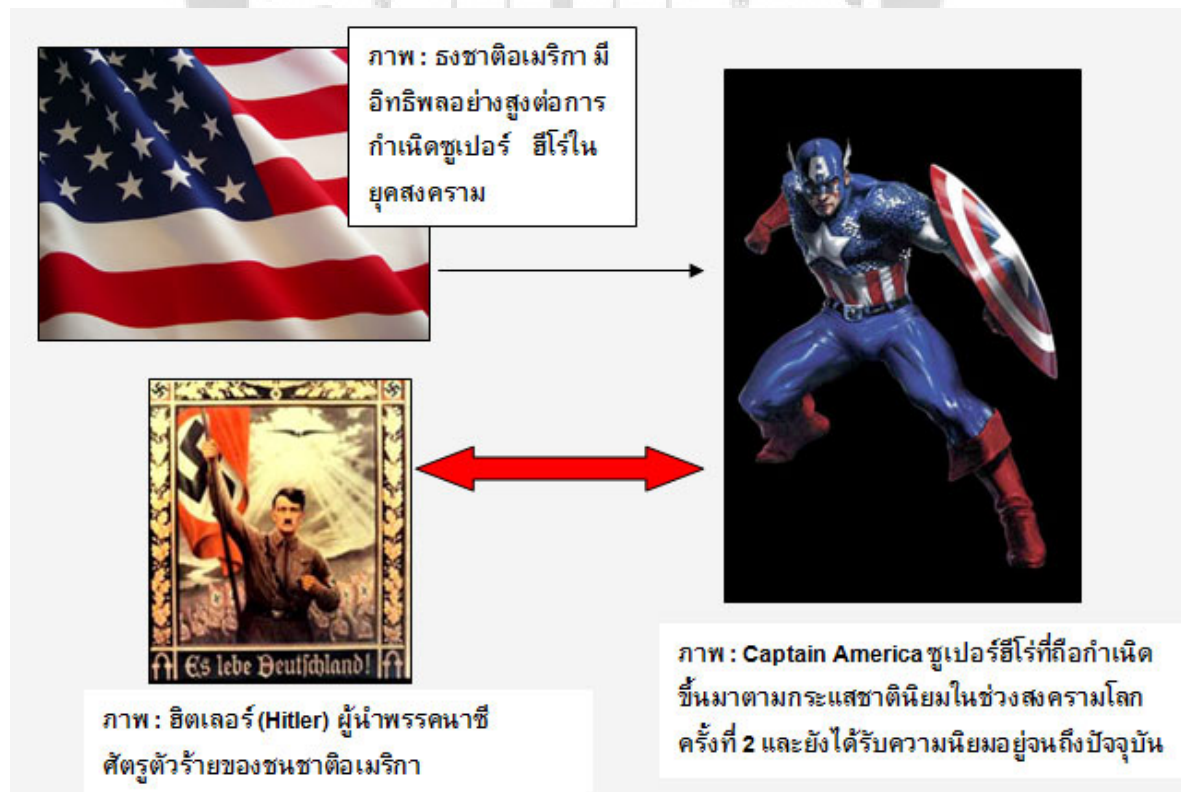 ภาพ : ธงชาติอเมริกา มี
อิทธิพลอย่างสูงต่อการ
กำเนิดซูเปอร์ ฮีโร่ใน
ยุคสงคราม
Es lebe Deutschland!
ภาพ : ฮิตเลอร์ (Hitler) ผู้นำพรรคนาซี
ศัตรูตัวร้ายของชนชาติอเมริกา
ภาพ : Captain America ซูเปอร์ฮีโร่ที่ถือกำเนิด
ขึ้นมาตามกระแสชาตินิยมในช่วงสงครามโลก
ครั้งที่ 2 และยังได้รับความนิยมอยู่จนถึงปัจจุบัน